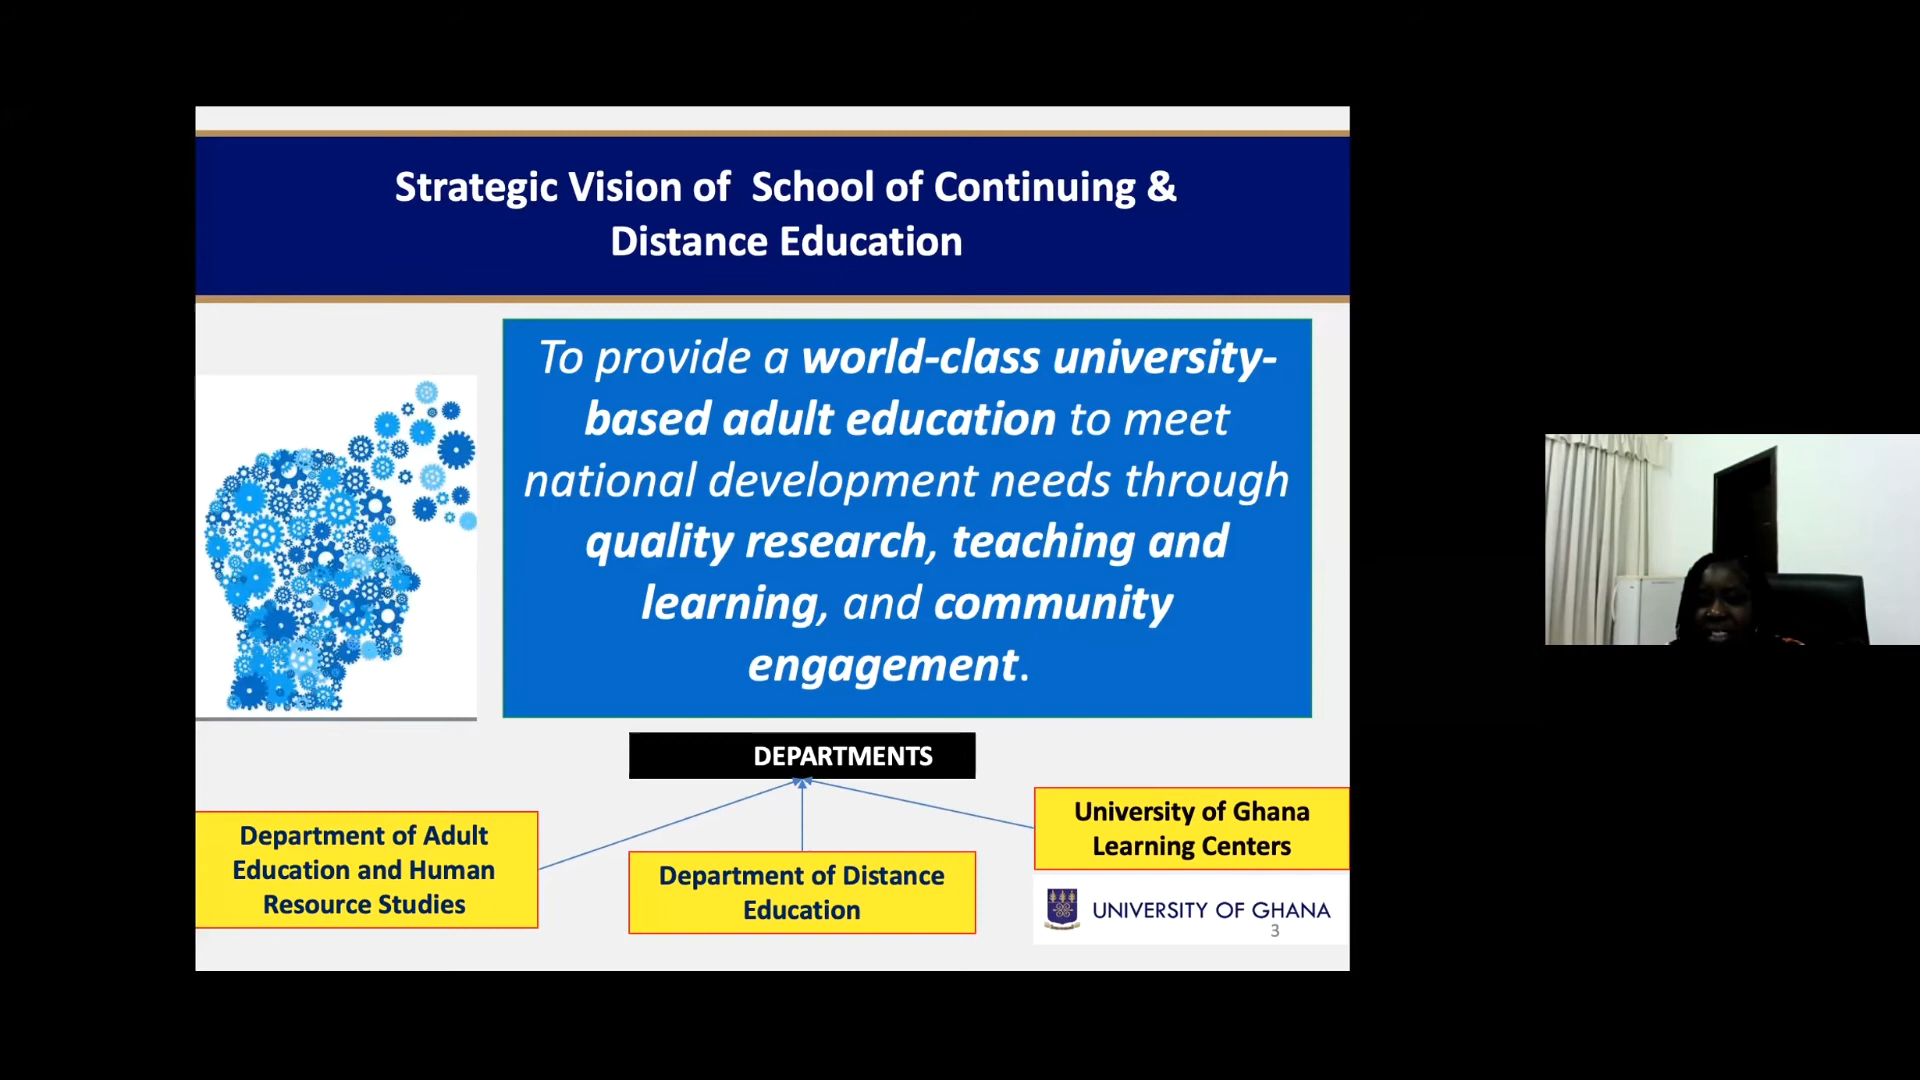 Strategic Vision of School of Continuing &
Distance Education
To provide a world-class university-
based adult education to meet
national development needs through
quality research, teaching and
learning, and community
engagement.
DEPARTMENTS
Department of Adult
Education and Human
Resource Studies
Department of Distance
Education
University of Ghana
Learning Centers
UNIVERSITY OF GHANA
3